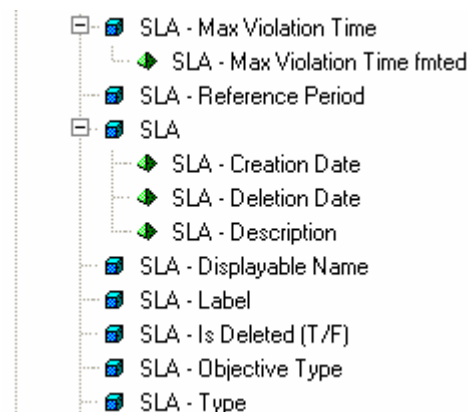 SLA - Max Violation Time
SLA - Max Violation Time fmted
SLA - Reference Period
SLA
SLA - Creation Date
SLA - Deletion Date
SLA - Description
SLA - Displayable Name
SLA - Label
SLA - Is Deleted (T/F)
SLA - Objective Type
SLA - Type